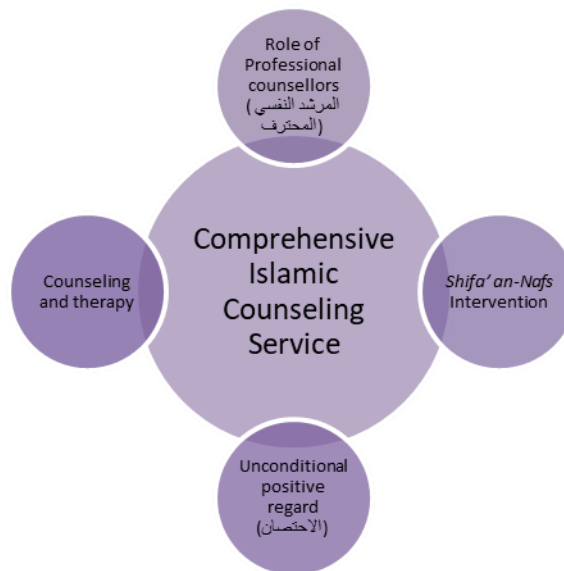 Role of
Professional
counsellors
(المرشد النفسي
المحترف)
Comprehensive
Islamic
Counseling
Service
Counseling
and therapy
Shifa’ an-Nafs
Intervention
Unconditional
positive
regard
(الاحتصان)